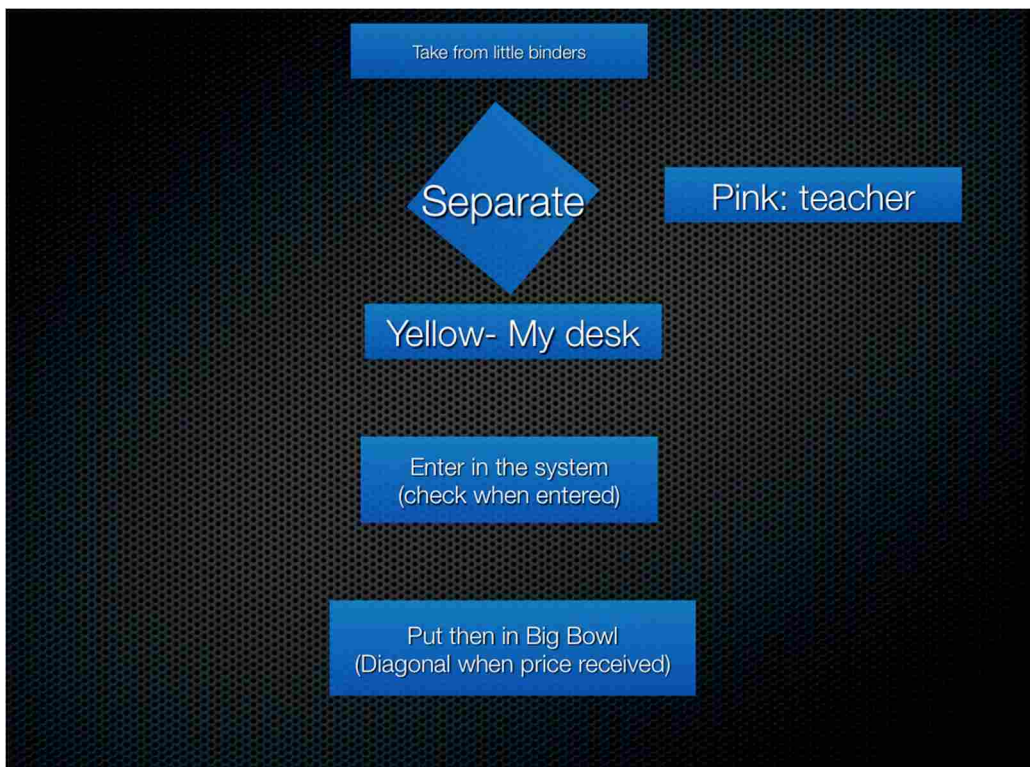 Take from little binders
Separate
Pink: teacher
Yellow- My desk
Enter in the system
(check when entered)
Put then in Big Bowl
(Diagonal when price received)